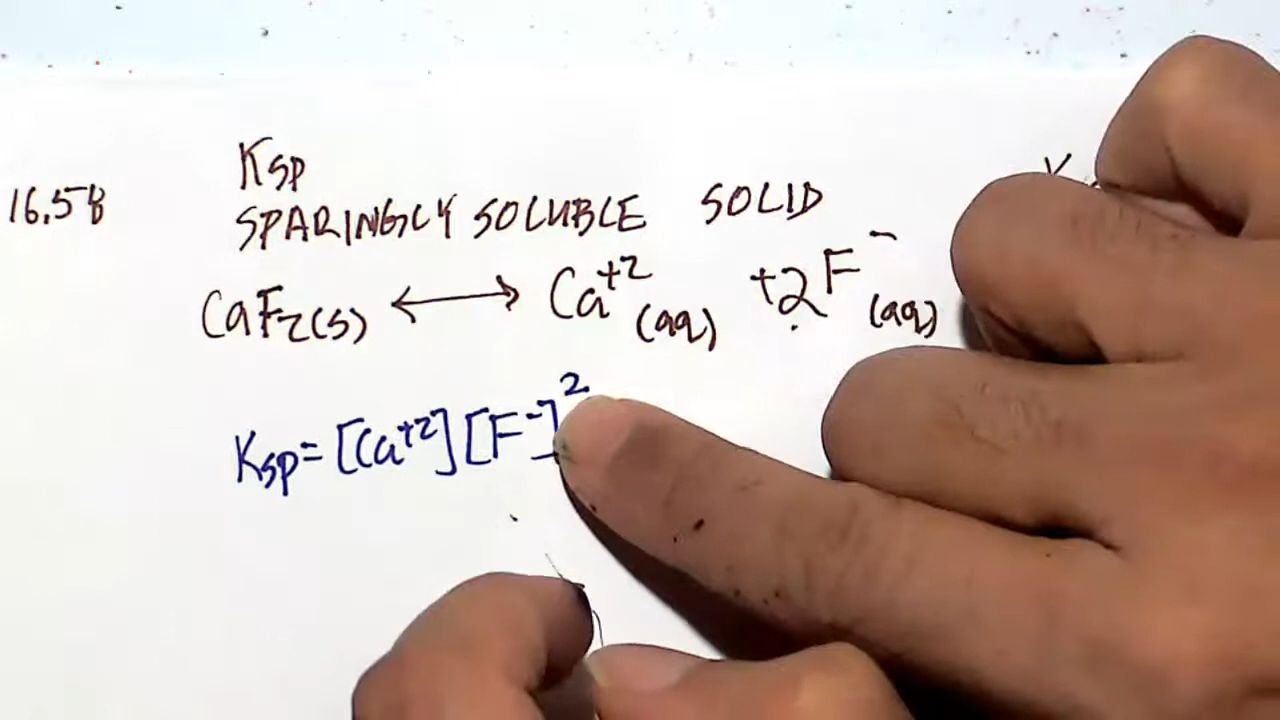 Ksp
16.58 SPARINGLY SOLUBLE SOLID
CaF2(s) ⟷ Ca+2(aq) +2F-(aq)
Ksp=[Ca+2][F-]2